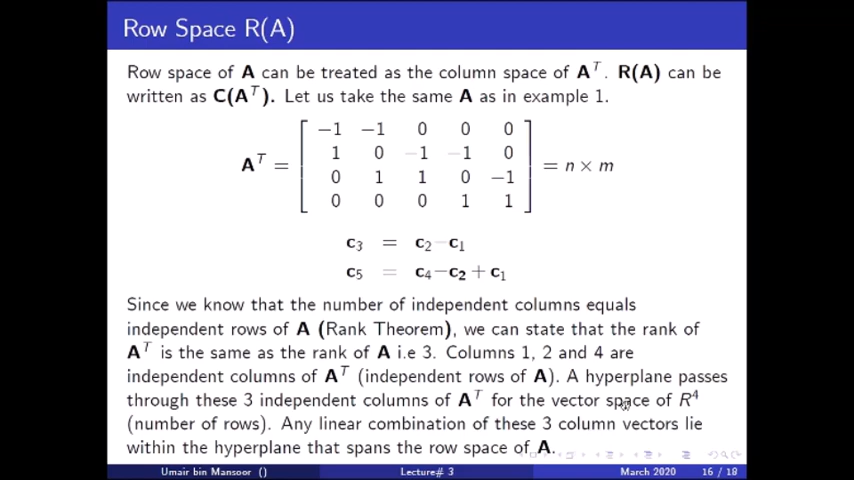 Row Space R(A)
Row space of A can be treated as the column space of Aᵀ. R(A) can be
written as C(Aᵀ). Let us take the same A as in example 1.
−1 −1 0 0 0
1 0 −1 −1 0
Aᵀ = = n × m
0 1 1 0 −1
0 0 0 1 1
c₃ = c₂−c₁
c₅ = c₄−c₂ + c₁
Since we know that the number of independent columns equals
independent rows of A (Rank Theorem), we can state that the rank of
Aᵀ is the same as the rank of A i.e 3. Columns 1, 2 and 4 are
independent columns of Aᵀ (independent rows of A). A hyperplane passes
through these 3 independent columns of Aᵀ for the vector space of R⁴
(number of rows). Any linear combination of these 3 column vectors lie
within the hyperplane that spans the row space of A.
Umair bin Mansoor () Lecture# 3 March 2020 16 / 18